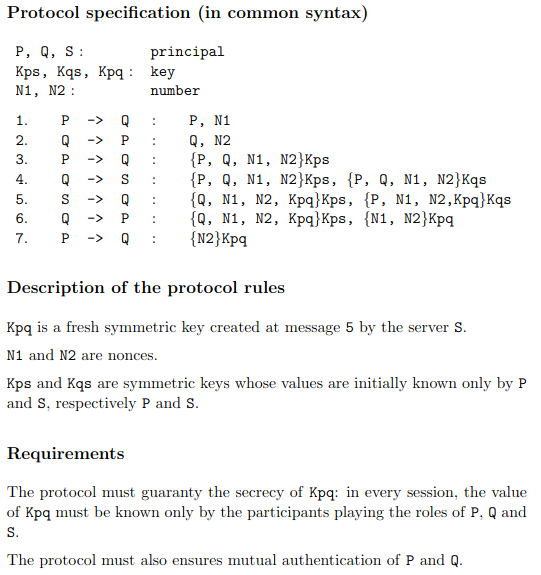 Protocol specification (in common syntax)
P, Q, S : principal
Kps, Kqs, Kpq : key
N1, N2 : number
1. P -> Q : P, N1
2. Q -> P : Q, N2
3. P -> Q : {P, Q, N1, N2}Kps
4. Q -> S : {P, Q, N1, N2}Kps, {P, Q, N1, N2}Kqs
5. S -> Q : {Q, N1, N2, Kpq}Kps, {P, N1, N2,Kpq}Kqs
6. Q -> P : {Q, N1, N2, Kpq}Kps, {N1, N2}Kpq
7. P -> Q : {N2}Kpq
Description of the protocol rules
Kpq is a fresh symmetric key created at message 5 by the server S.
N1 and N2 are nonces.
Kps and Kqs are symmetric keys whose values are initially known only by P
and S, respectively P and S.
Requirements
The protocol must guaranty the secrecy of Kpq: in every session, the value
of Kpq must be known only by the participants playing the roles of P, Q and
S.
The protocol must also ensures mutual authentication of P and Q.